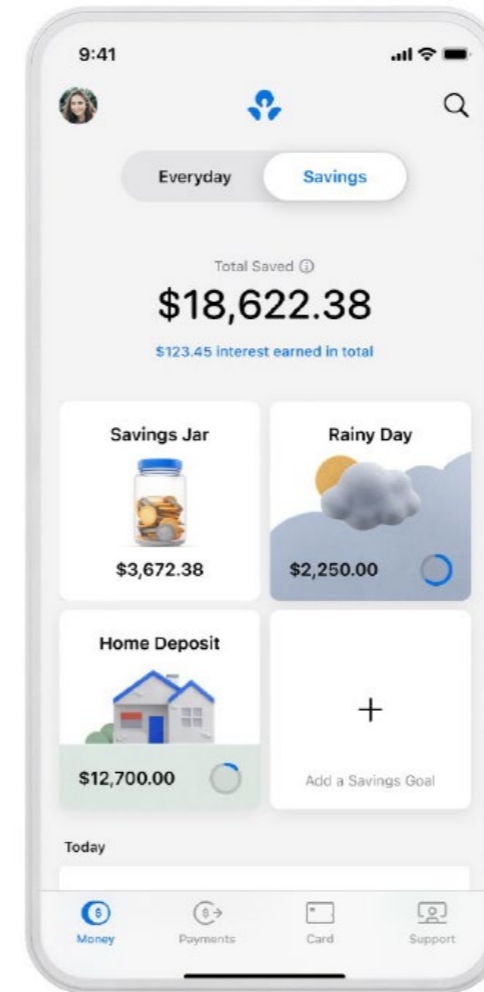 9:41
Everyday Savings
Total Saved
$18,622.38
$123.45 interest earned in total
Savings Jar
$3,672.38
Rainy Day
$2,250.00
Home Deposit
$12,700.00
+
Add a Savings Goal
Today
Money Payments Card Support